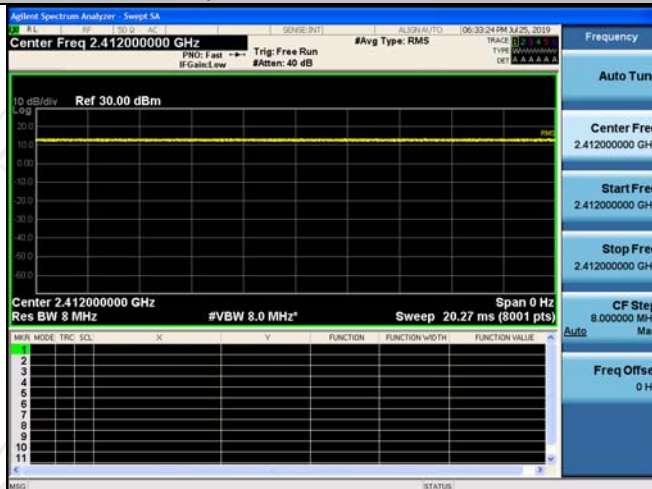 Agilent Spectrum Analyzer - Swept SA
RL RF 50 Ω AC SENSE:INT ALIGN AUTO 06:33:24 PM Jul 25, 2019
Center Freq 2.412000000 GHz #Avg Type: RMS TRACE 1 2 3 4 5 6
PNO: Fast Trig: Free Run TYPE
IFGain:Low #Atten: 40 dB DET A A A A A A
10 dB/div Ref 30.00 dBm
Log
20.0
RMS
10.0
0.00
-10.0
-20.0
-30.0
-40.0
-50.0
-60.0
Center 2.412000000 GHz Span 0 Hz
Res BW 8 MHz #VBW 8.0 MHz* Sweep 20.27 ms (8001 pts)
MKR MODE TRC SCL X Y FUNCTION FUNCTION WIDTH FUNCTION VALUE
1
2
3
4
5
6
7
8
9
10
11
MSG STATUS
Frequency
Auto Tun
Center Fre
2.412000000 GH
Start Fre
2.412000000 GH
Stop Fre
2.412000000 GH
CF Ste
8.000000 MH
Auto Ma
Freq Offse
0 H